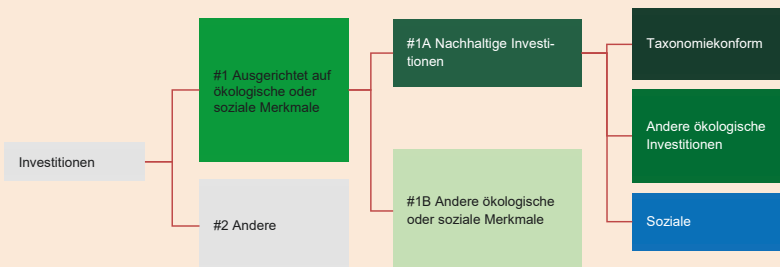 Investitionen
#1 Ausgerichtet auf
ökologische oder
soziale Merkmale
#2 Andere
#1A Nachhaltige Investi-
tionen
#1B Andere ökologische
oder soziale Merkmale
Taxonomiekonform
Andere ökologische
Investitionen
Soziale